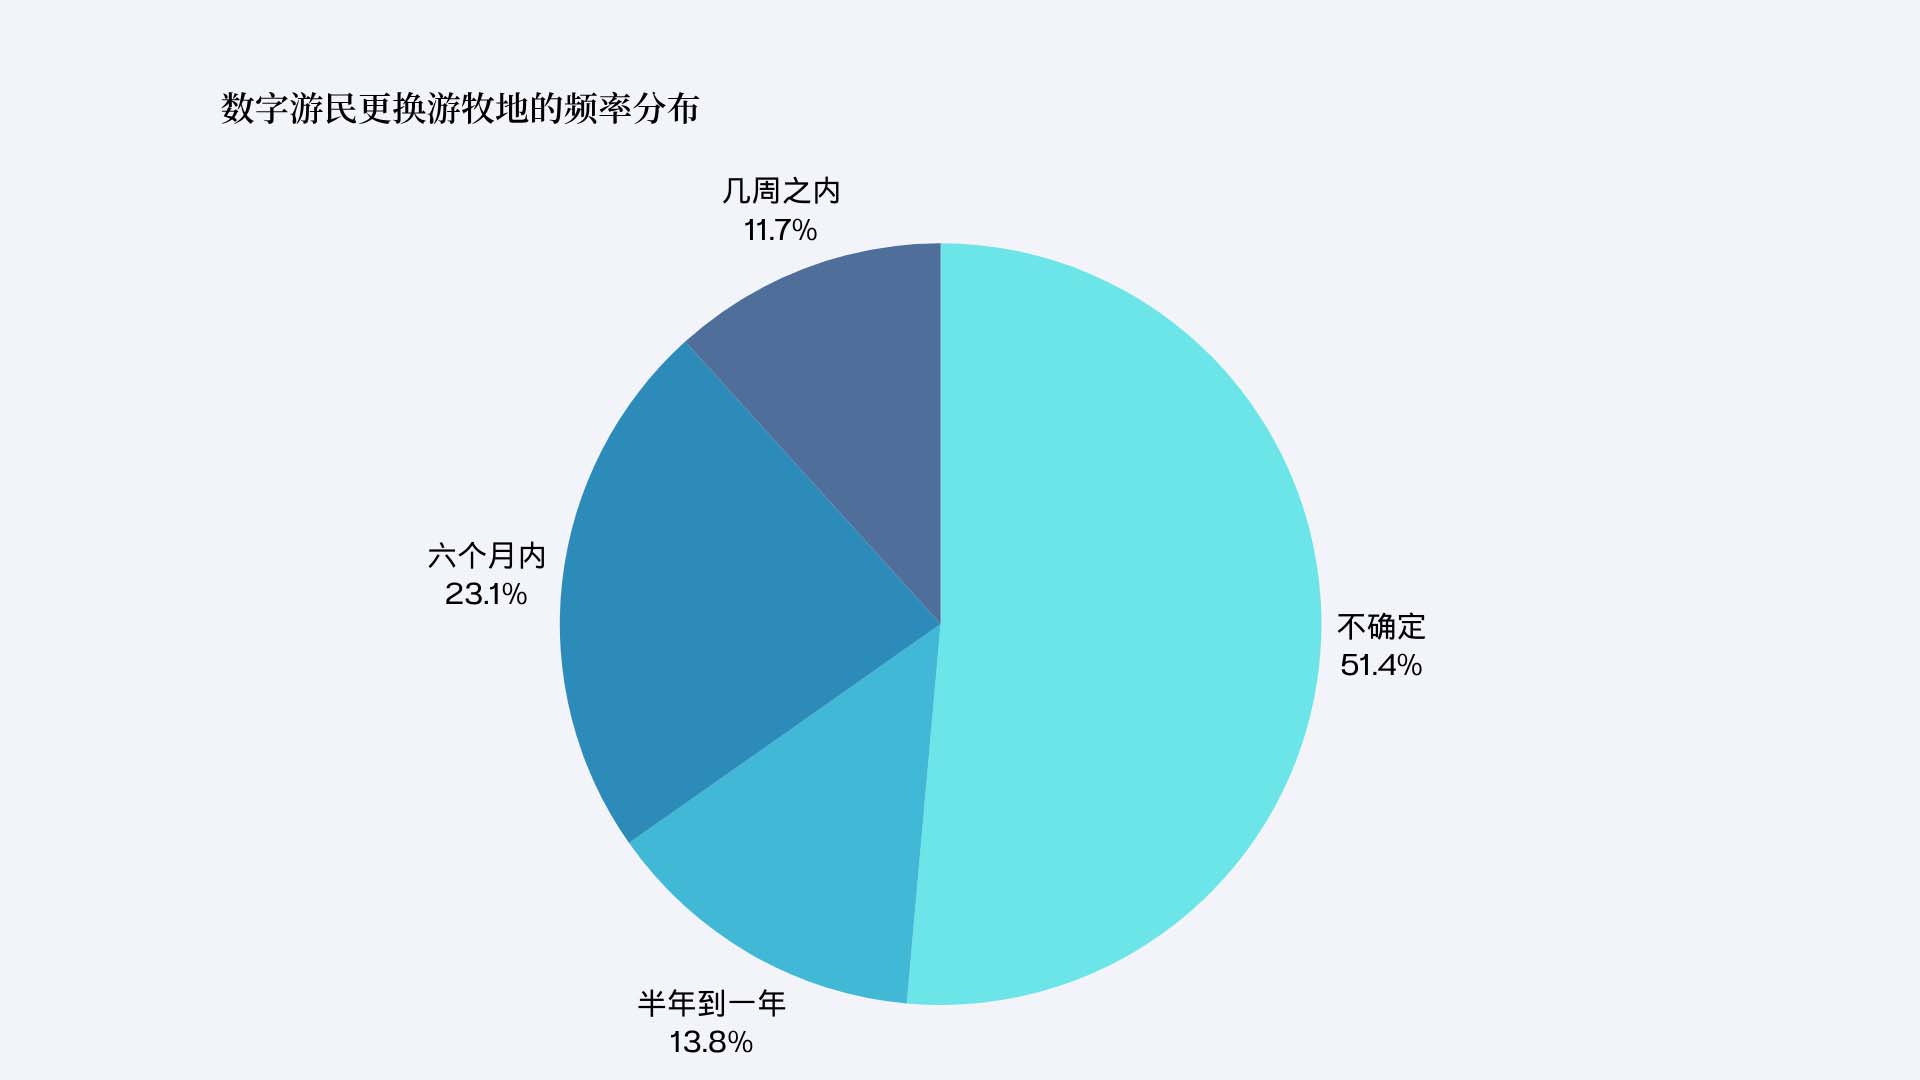 数字游民更换游牧地的频率分布
几周之内
11.7%
六个月内
23.1%
不确定
51.4%
半年到一年
13.8%